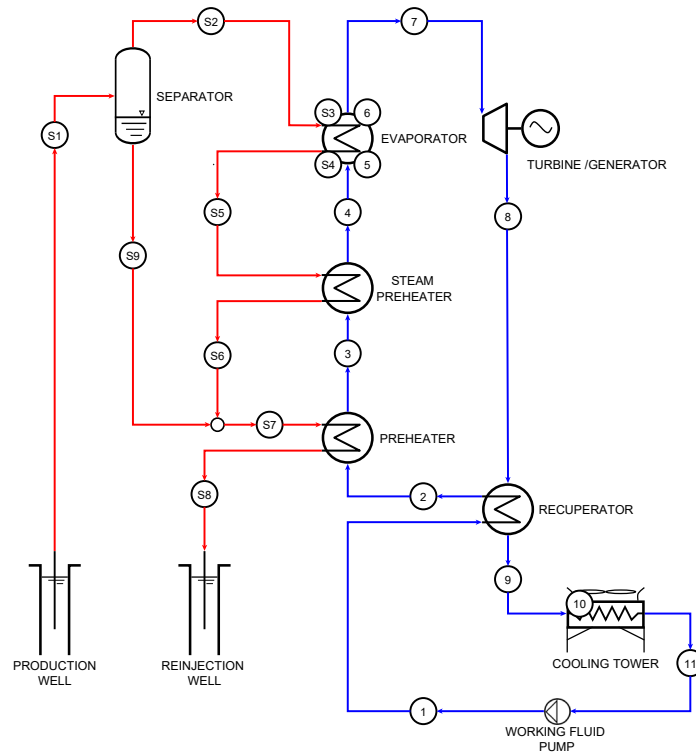 S2
7
SEPARATOR
S1
S3
6
EVAPORATOR
S4
5
TURBINE /GENERATOR
S5
4
8
S9
STEAM
PREHEATER
S6
3
S7
PREHEATER
S8
2
RECUPERATOR
9
10
PRODUCTION
WELL
REINJECTION
WELL
COOLING TOWER
11
1
WORKING FLUID
PUMP